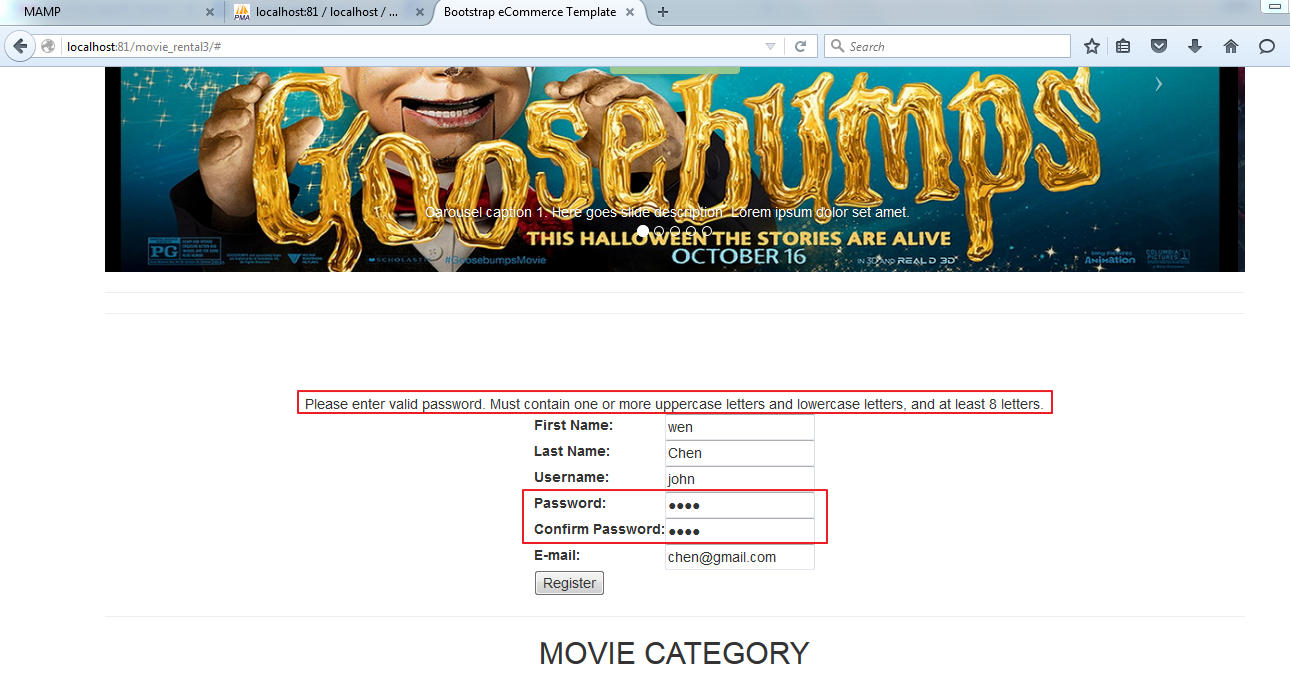 MAMP
PMA localhost:81 / localhost / ...
Bootstrap eCommerce Template
localhost:81/movie_rental3/#
Search
Goosebumps
Carousel caption 1. Here goes slide description. Lorem ipsum dolor set amet.
THIS HALLOWEEN THE STORIES ARE ALIVE
PG
SCHOLASTIC
#GoosebumpsMovie
OCTOBER 16
IN 3D AND REAL D 3D
SONY PICTURES ANIMATION
COLUMBIA PICTURES
Please enter valid password. Must contain one or more uppercase letters and lowercase letters, and at least 8 letters.
First Name: wen
Last Name: Chen
Username: john
Password: ●●●●
Confirm Password: ●●●●
E-mail: chen@gmail.com
Register
MOVIE CATEGORY